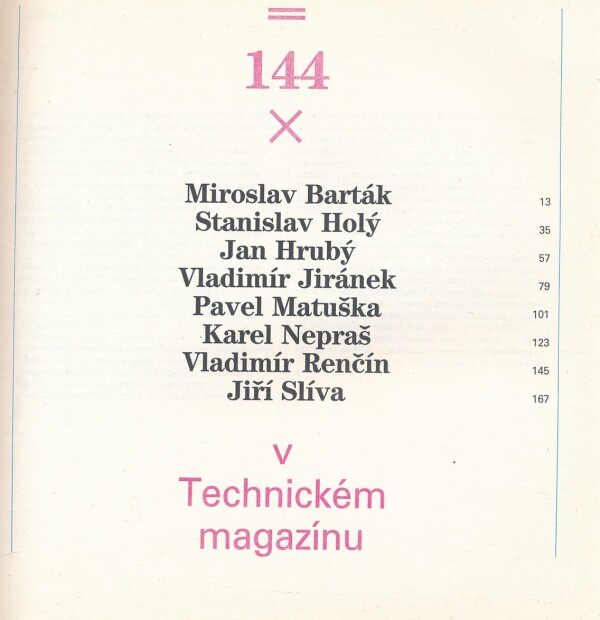 =
144
×
Miroslav Barták 13
Stanislav Holý 35
Jan Hrubý 57
Vladimír Jiránek 79
Pavel Matuška 101
Karel Nepraš 123
Vladimír Renčín 145
Jiří Slíva 167
v
Technickém
magazínu